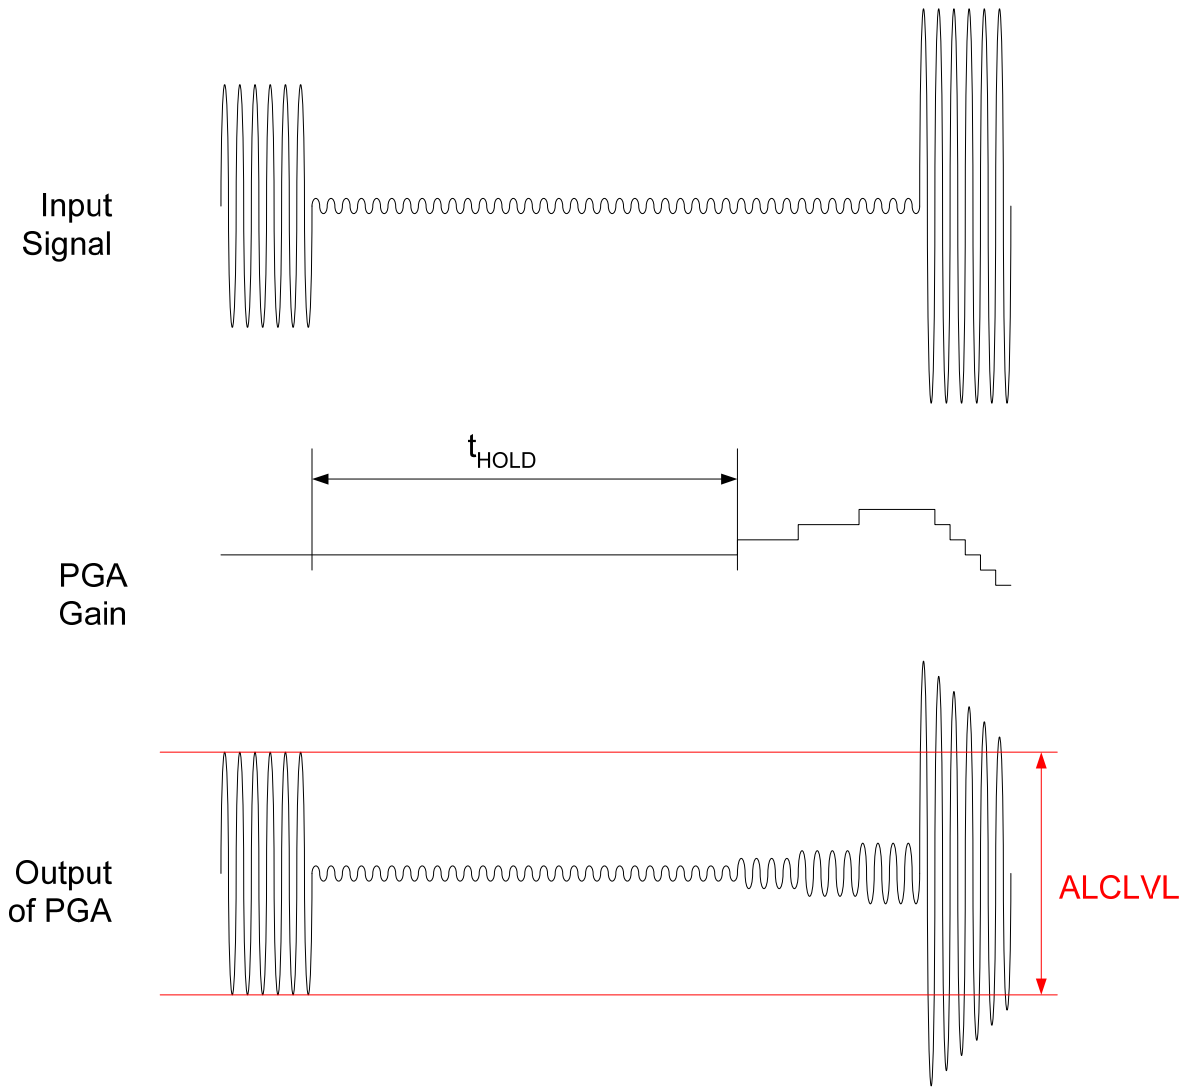 Input
Signal
tHOLD
PGA
Gain
Output
of PGA
ALCLVL